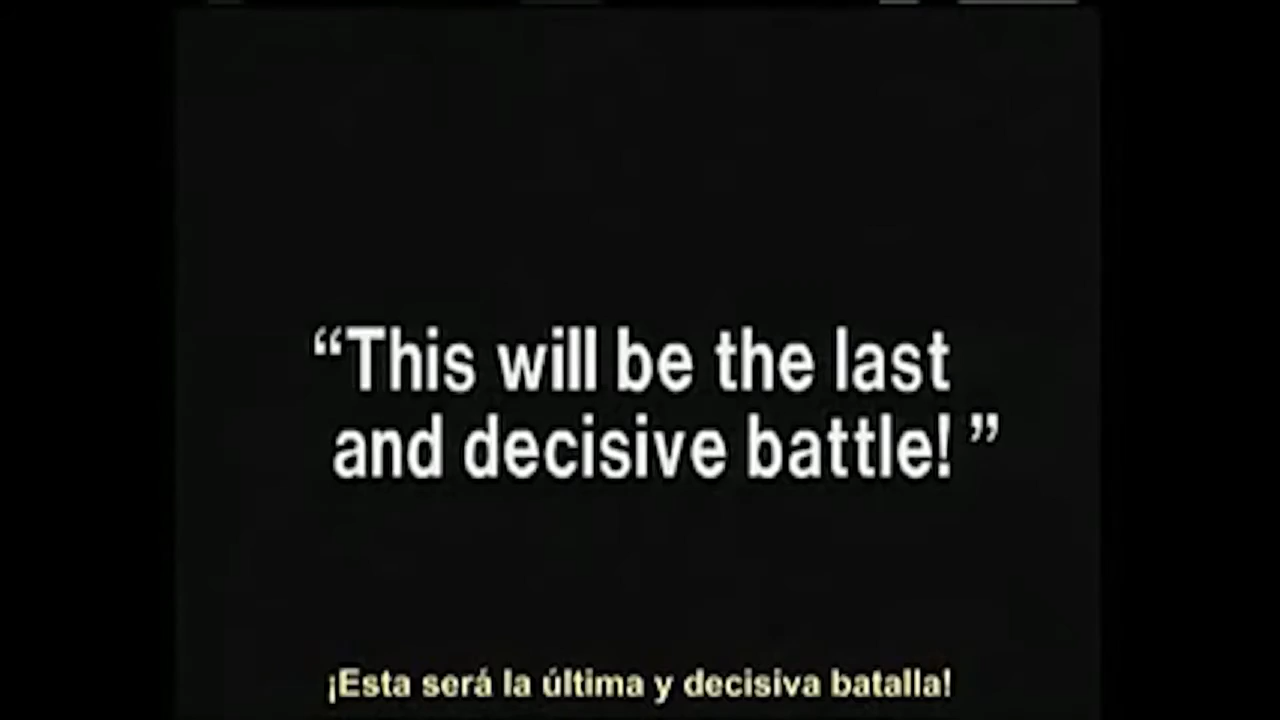 “This will be the last
and decisive battle! ”
¡Esta será la última y decisiva batalla!